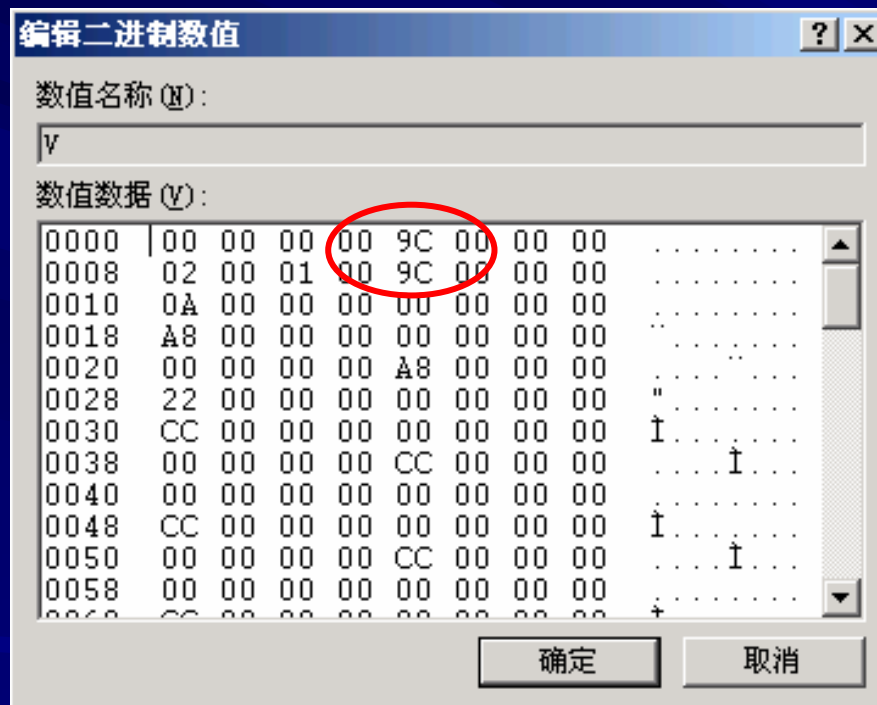 编辑二进制数值
数值名称(N):
V
数值数据(V):
0000 00 00 00 00 9C 00 00 00 ........
0008 02 00 01 00 9C 00 00 00 ........
0010 0A 00 00 00 00 00 00 00 ........
0018 A8 00 00 00 00 00 00 00 ¨.......
0020 00 00 00 00 A8 00 00 00 ....¨...
0028 22 00 00 00 00 00 00 00 ".......
0030 CC 00 00 00 00 00 00 00 Ì.......
0038 00 00 00 00 CC 00 00 00 ....Ì...
0040 00 00 00 00 00 00 00 00 ........
0048 CC 00 00 00 00 00 00 00 Ì.......
0050 00 00 00 00 CC 00 00 00 ....Ì...
0058 00 00 00 00 00 00 00 00 ........
确定 取消